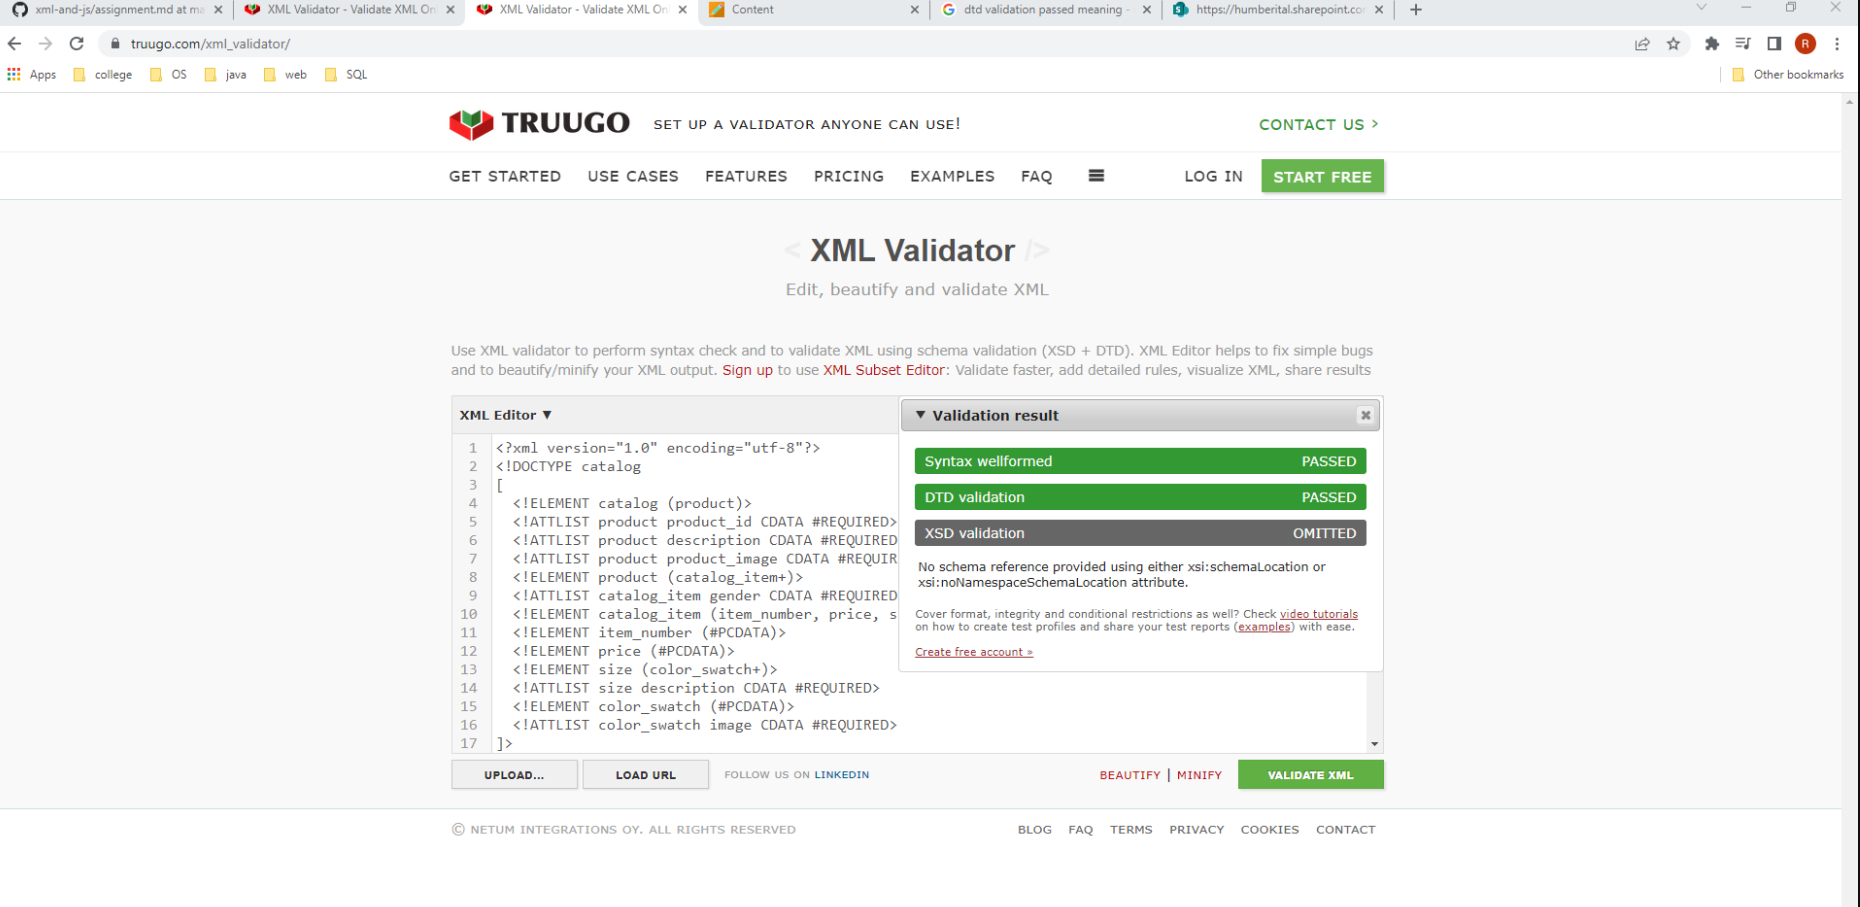 xml-and-js/assignment.md at ma
XML Validator - Validate XML Onl
XML Validator - Validate XML Onl
Content
dtd validation passed meaning -
https://humberital.sharepoint.com
truugo.com/xml_validator/
R
Apps
college
OS
java
web
SQL
Other bookmarks
TRUUGO
SET UP A VALIDATOR ANYONE CAN USE!
CONTACT US >
GET STARTED
USE CASES
FEATURES
PRICING
EXAMPLES
FAQ
LOG IN
START FREE
< XML Validator />
Edit, beautify and validate XML
Use XML validator to perform syntax check and to validate XML using schema validation (XSD + DTD). XML Editor helps to fix simple bugs
and to beautify/minify your XML output. Sign up to use XML Subset Editor: Validate faster, add detailed rules, visualize XML, share results
XML Editor ▼
1 <?xml version="1.0" encoding="utf-8"?>
2 <!DOCTYPE catalog
3 [
4 <!ELEMENT catalog (product)>
5 <!ATTLIST product product_id CDATA #REQUIRED>
6 <!ATTLIST product description CDATA #REQUIRED
7 <!ATTLIST product product_image CDATA #REQUIR
8 <!ELEMENT product (catalog_item+)>
9 <!ATTLIST catalog_item gender CDATA #REQUIRED
10 <!ELEMENT catalog_item (item_number, price, s
11 <!ELEMENT item_number (#PCDATA)>
12 <!ELEMENT price (#PCDATA)>
13 <!ELEMENT size (color_swatch+)>
14 <!ATTLIST size description CDATA #REQUIRED>
15 <!ELEMENT color_swatch (#PCDATA)>
16 <!ATTLIST color_swatch image CDATA #REQUIRED>
17 ]>
▼ Validation result
Syntax wellformed PASSED
DTD validation PASSED
XSD validation OMITTED
No schema reference provided using either xsi:schemaLocation or
xsi:noNamespaceSchemaLocation attribute.
Cover format, integrity and conditional restrictions as well? Check video tutorials
on how to create test profiles and share your test reports (examples) with ease.
Create free account »
UPLOAD...
LOAD URL
FOLLOW US ON LINKEDIN
BEAUTIFY | MINIFY
VALIDATE XML
© NETUM INTEGRATIONS OY. ALL RIGHTS RESERVED
BLOG
FAQ
TERMS
PRIVACY
COOKIES
CONTACT